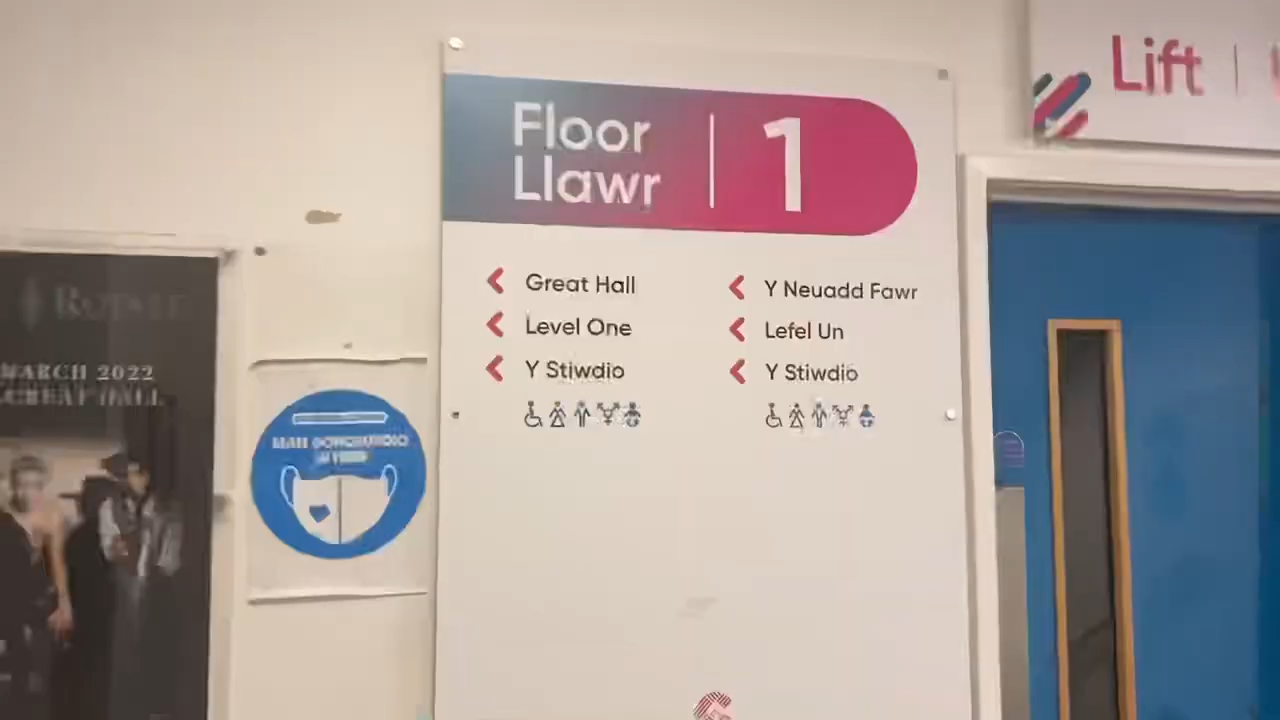 Lift
Floor
Llawr
1
Great Hall
Level One
Y Stiwdio
Y Neuadd Fawr
Lefel Un
Y Stiwdio
MARCH 2022
GREAT HALL